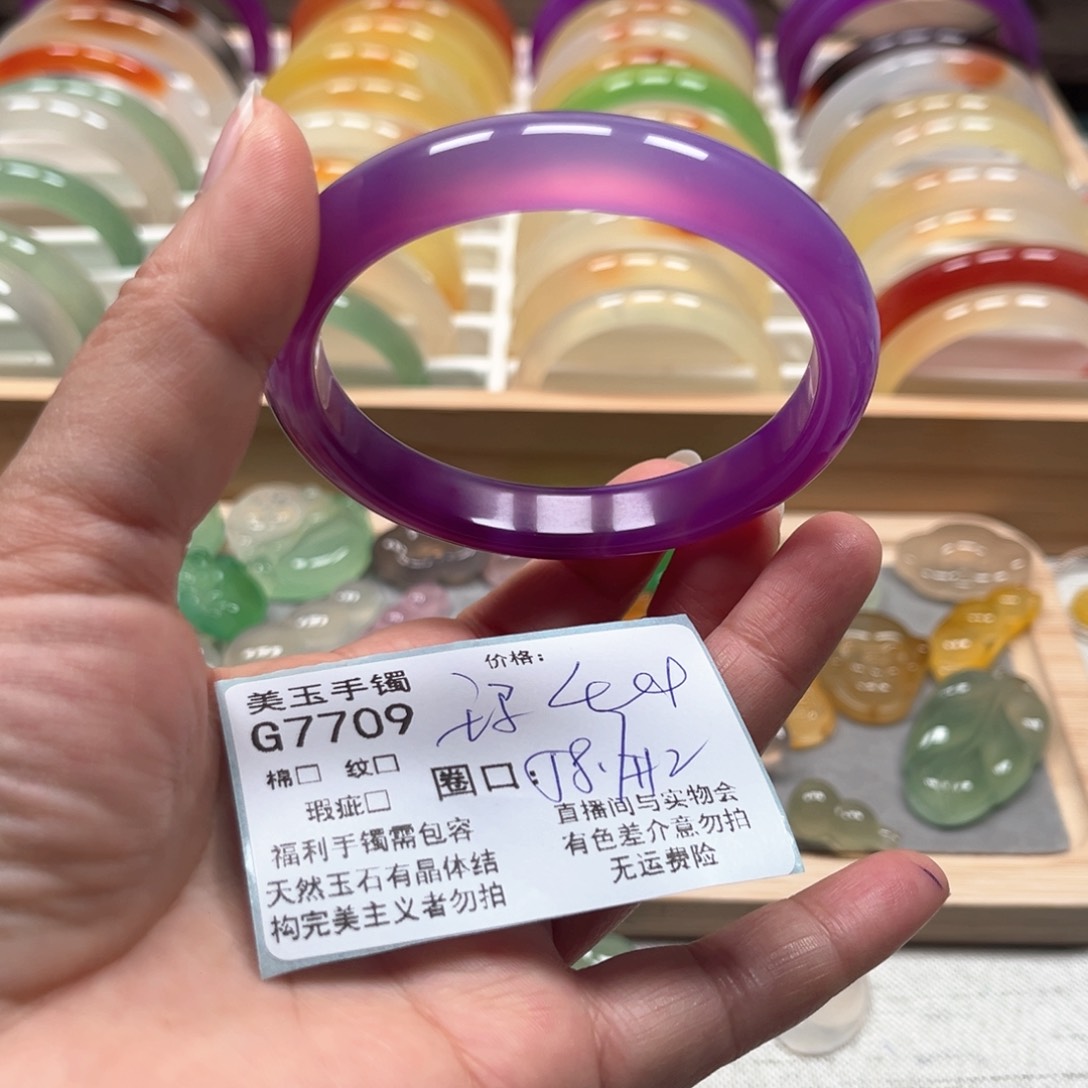 美玉手镯
G7709
价格:
棉□ 纹□
瑕疵□
圈口:
福利手镯需包容
天然玉石有晶体结
构完美主义者勿拍
直播间与实物会
有色差介意勿拍
无运费险